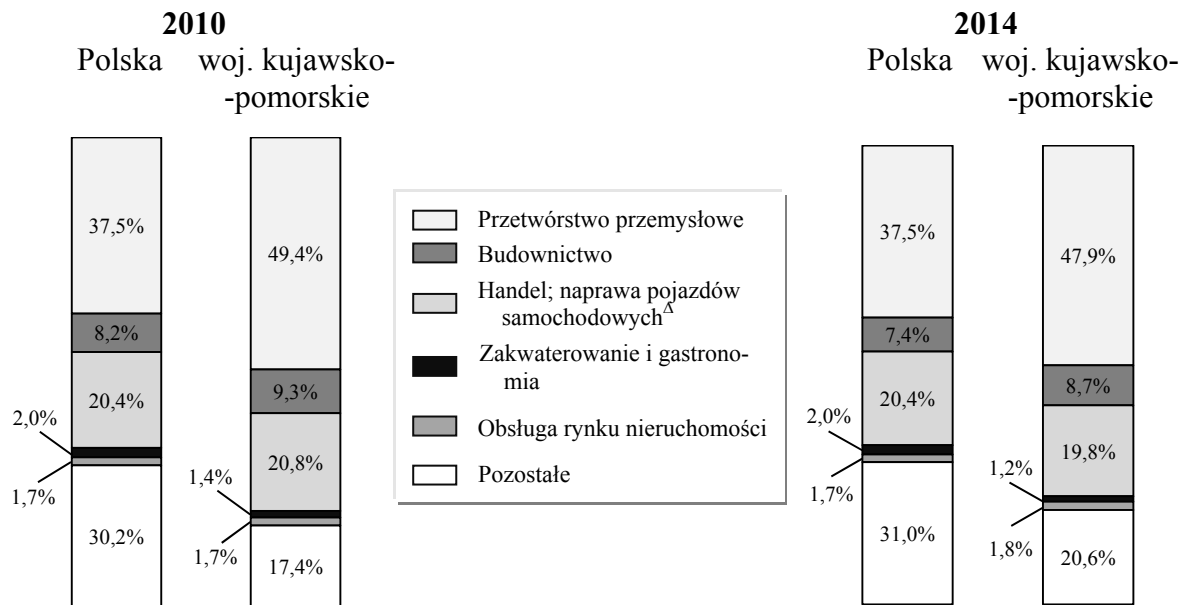 2010
Polska
woj. kujawsko-
-pomorskie
37,5%
8,2%
20,4%
2,0%
1,7%
30,2%
49,4%
9,3%
20,8%
1,4%
1,7%
17,4%
Przetwórstwo przemysłowe
Budownictwo
Handel; naprawa pojazdów
samochodowych^Δ
Zakwaterowanie i gastrono-
mia
Obsługa rynku nieruchomości
Pozostałe
2014
Polska
woj. kujawsko-
-pomorskie
37,5%
7,4%
20,4%
2,0%
1,7%
31,0%
47,9%
8,7%
19,8%
1,2%
1,8%
20,6%